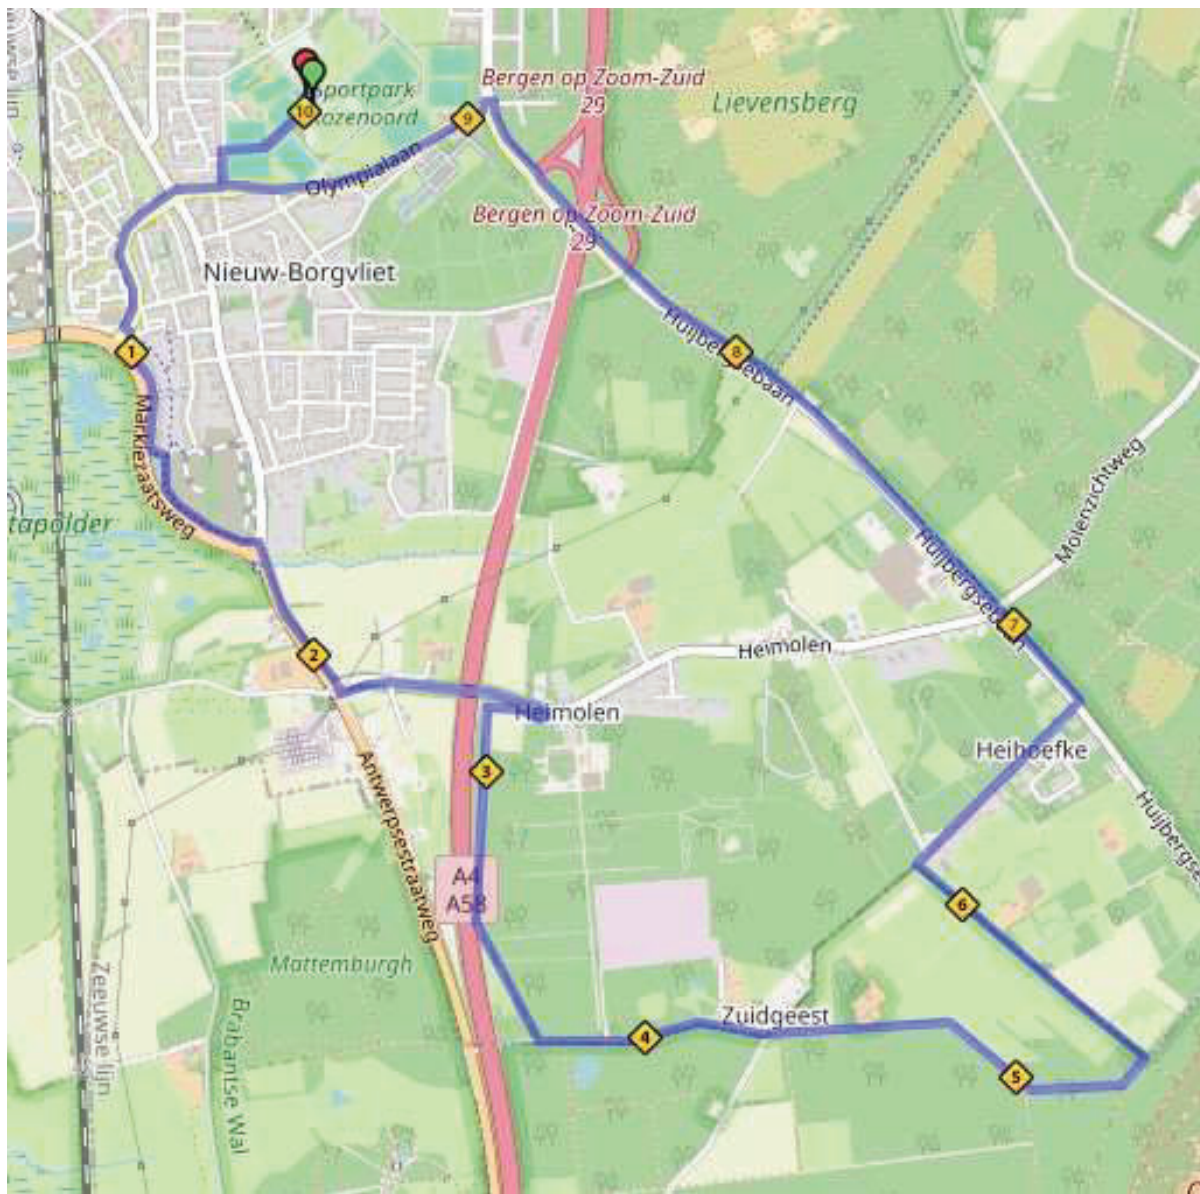 Bergen op Zoom-Zuid
29
Lievensberg
Sportpark
Rozenoord
10
9
Olympialaan
Bergen op Zoom-Zuid
29
Nieuw-Borgvliet
Huijbergsebaan
8
1
Markiezaatsweg
tapolder
Molenzichtweg
Huijbergsebaan
7
2
Heimolen
Heimolen
Heihoefke
3
Antwerpsestraatweg
Huijbergse
A4
A58
6
Mattemburgh
Zeeuwse lijn
Brabantse Wal
Zuidgeest
4
5